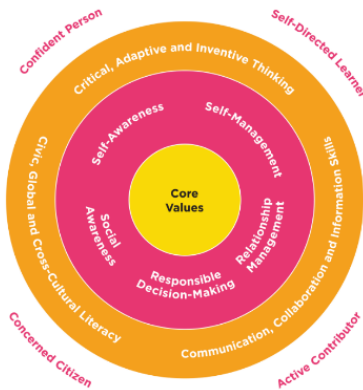 Confident Person
Self-Directed Learner
Critical, Adaptive and Inventive Thinking
Self-Awareness
Self-Management
Core
Values
Civic, Global and Cross-Cultural Literacy
Communication, Collaboration and Information Skills
Social
Awareness
Relationship
Management
Responsible
Decision-Making
Concerned Citizen
Active Contributor